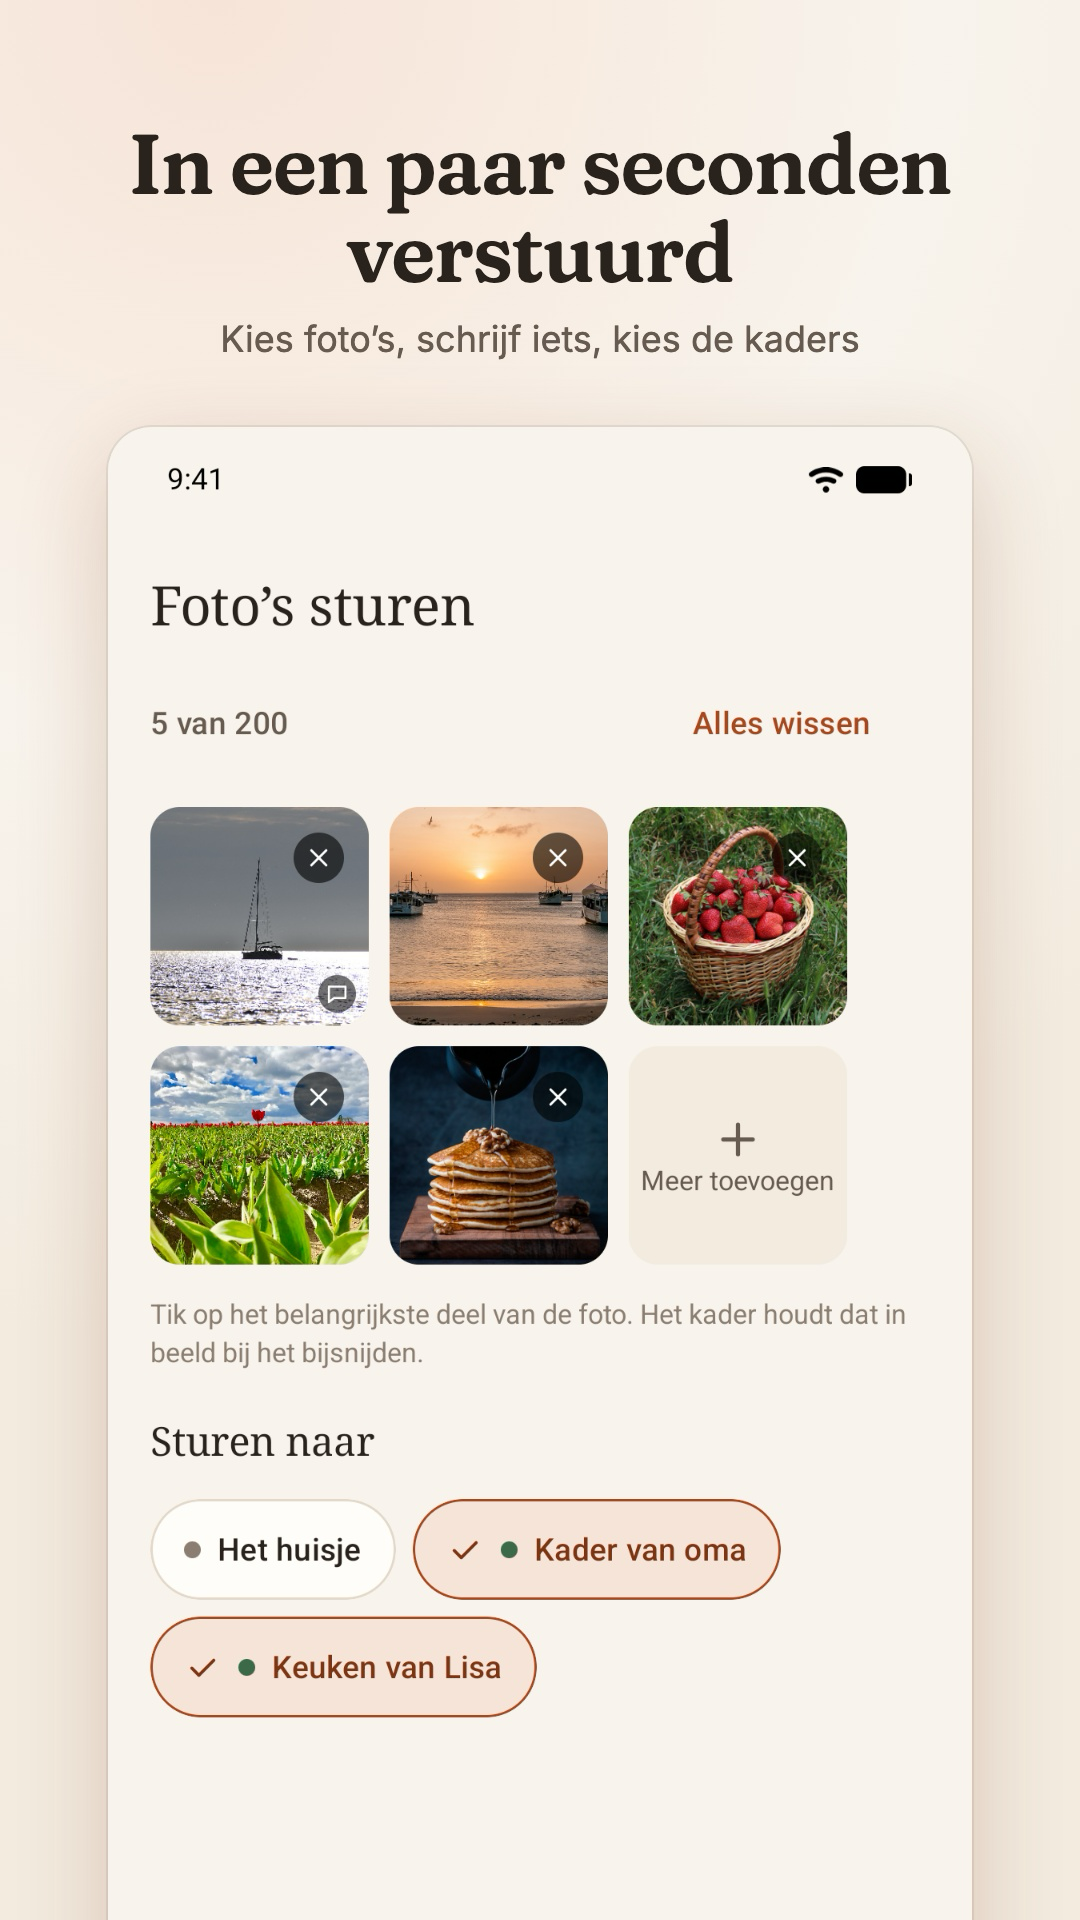 In een paar seconden
verstuurd
Kies foto’s, schrijf iets, kies de kaders
9:41
Foto’s sturen
5 van 200
Alles wissen
Meer toevoegen
Tik op het belangrijkste deel van de foto. Het kader houdt dat in
beeld bij het bijsnijden.
Sturen naar
Het huisje
Kader van oma
Keuken van Lisa